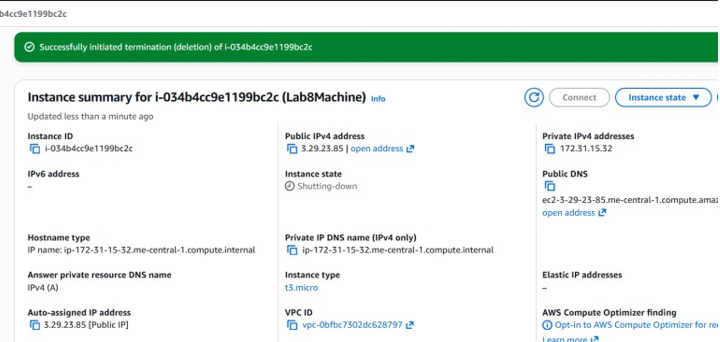 b4cc9e1199bc2c
Successfully initiated termination (deletion) of i-034b4cc9e1199bc2c
Instance summary for i-034b4cc9e1199bc2c (Lab8Machine) Info
Connect
Instance state
Updated less than a minute ago
Instance ID
i-034b4cc9e1199bc2c
Public IPv4 address
3.29.23.85 | open address
Private IPv4 addresses
172.31.15.32
IPv6 address
–
Instance state
Shutting-down
Public DNS
ec2-3-29-23-85.me-central-1.compute.amaz
open address
Hostname type
IP name: ip-172-31-15-32.me-central-1.compute.internal
Private IP DNS name (IPv4 only)
ip-172-31-15-32.me-central-1.compute.internal
Answer private resource DNS name
IPv4 (A)
Instance type
t3.micro
Elastic IP addresses
–
Auto-assigned IP address
3.29.23.85 [Public IP]
VPC ID
vpc-0bfbc7302dc628797
AWS Compute Optimizer finding
Opt-in to AWS Compute Optimizer for re
Learn more